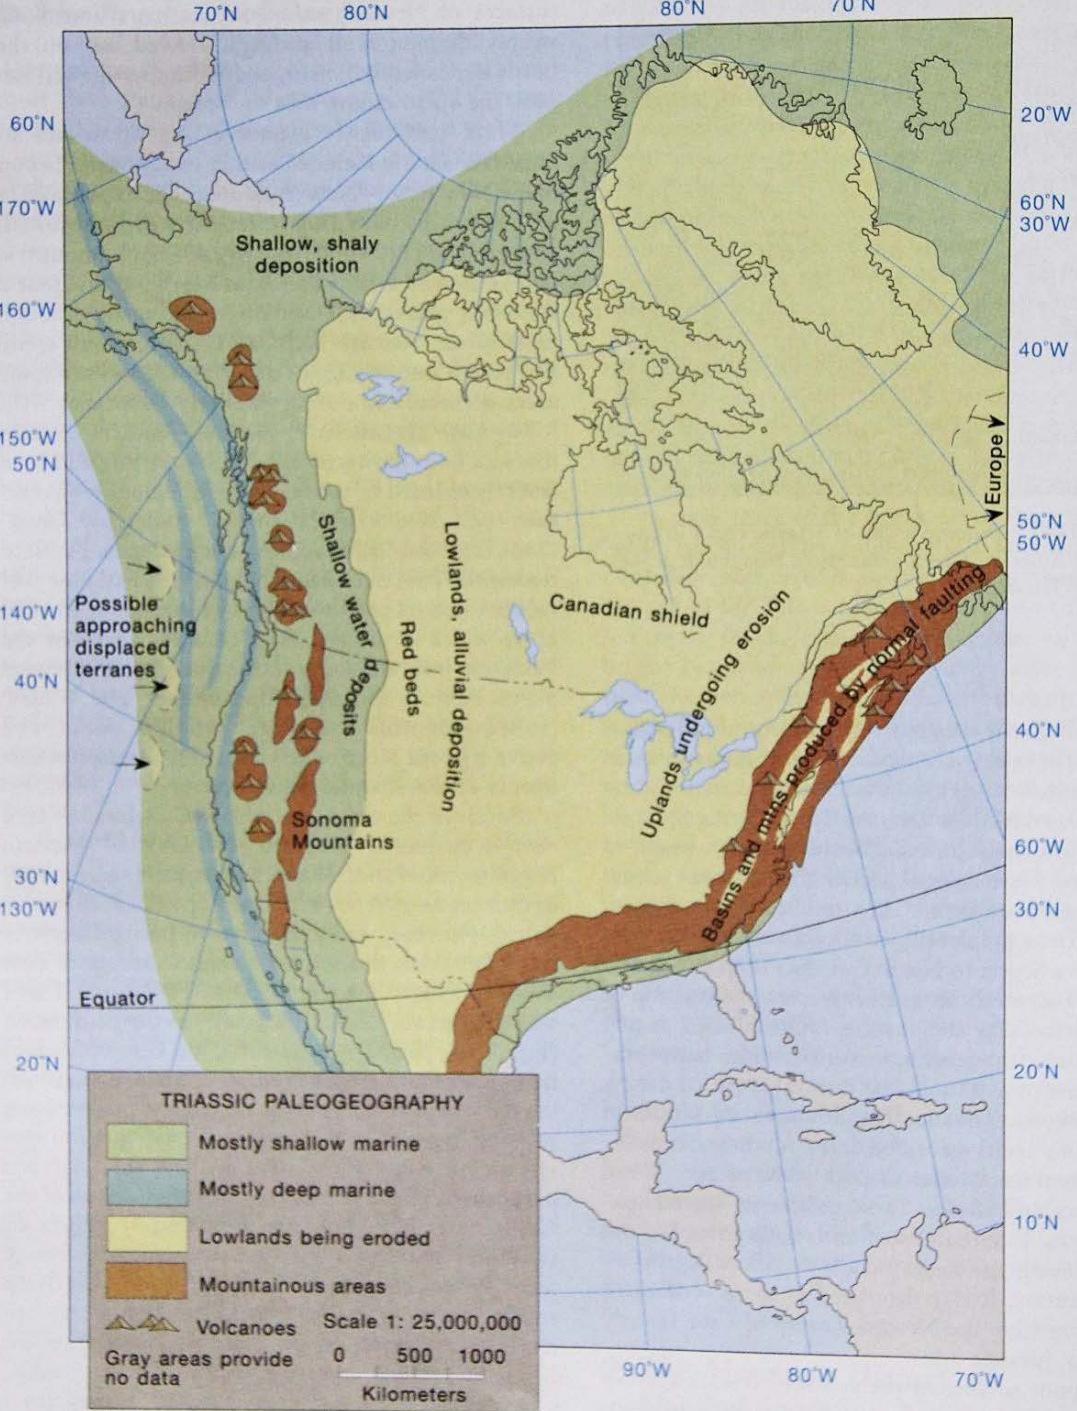 70°N
80°N
80°N
70°N
60°N
170°W
160°W
150°W
50°N
140°W
40°N
30°N
130°W
20°N
20°W
60°N
30°W
40°W
50°N
50°W
40°N
60°W
30°N
20°N
10°N
90°W
80°W
70°W
Shallow, shaly
deposition
Europe
Possible
approaching
displaced
terranes
Shallow water deposits
Red beds
Lowlands, alluvial deposition
Canadian shield
Uplands undergoing erosion
Basins and mtns produced by normal faulting
Sonoma
Mountains
Equator
TRIASSIC PALEOGEOGRAPHY
Mostly shallow marine
Mostly deep marine
Lowlands being eroded
Mountainous areas
Volcanoes
Scale 1: 25,000,000
Gray areas provide
no data
0 500 1000
Kilometers